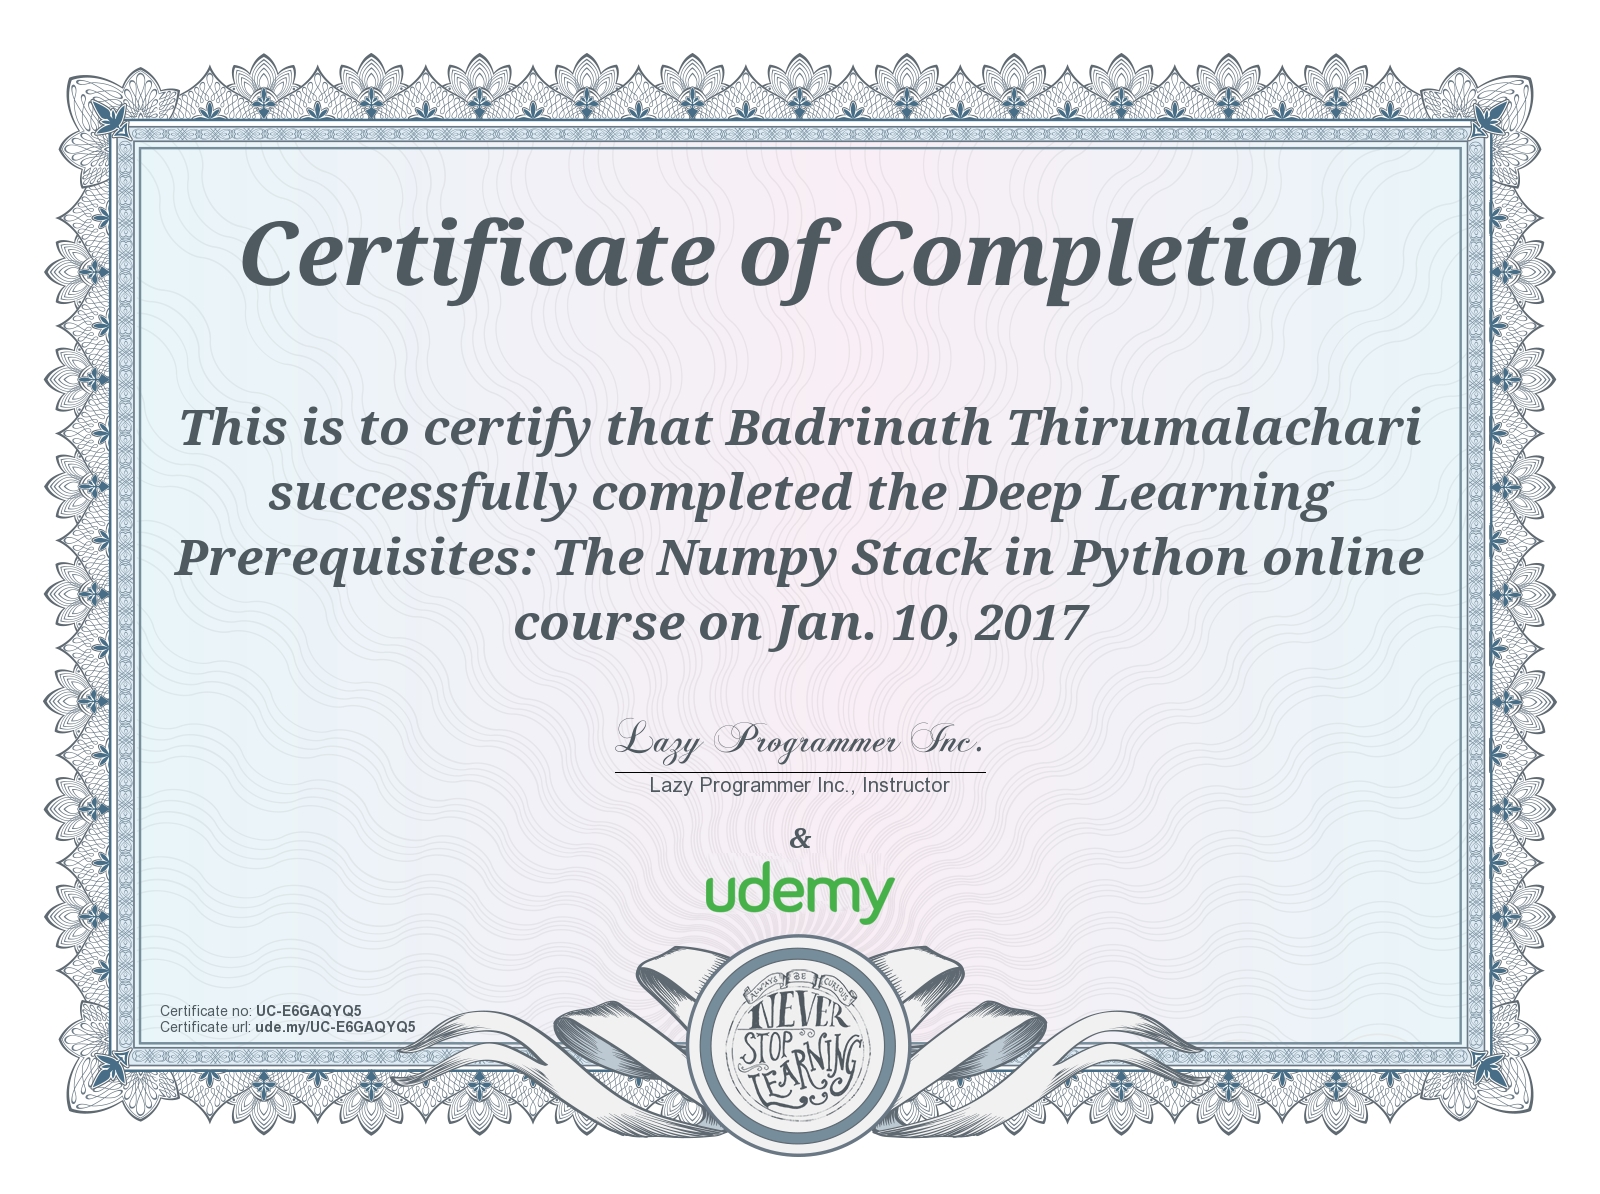 Certificate of Completion
This is to certify that Badrinath Thirumalachari
successfully completed the Deep Learning
Prerequisites: The Numpy Stack in Python online
course on Jan. 10, 2017
Lazy Programmer Inc.
Lazy Programmer Inc., Instructor
&
udemy
Certificate no: UC-E6GAQYQ5
Certificate url: ude.my/UC-E6GAQYQ5
ALWAYS BE CURIOUS
NEVER
STOP
LEARNING